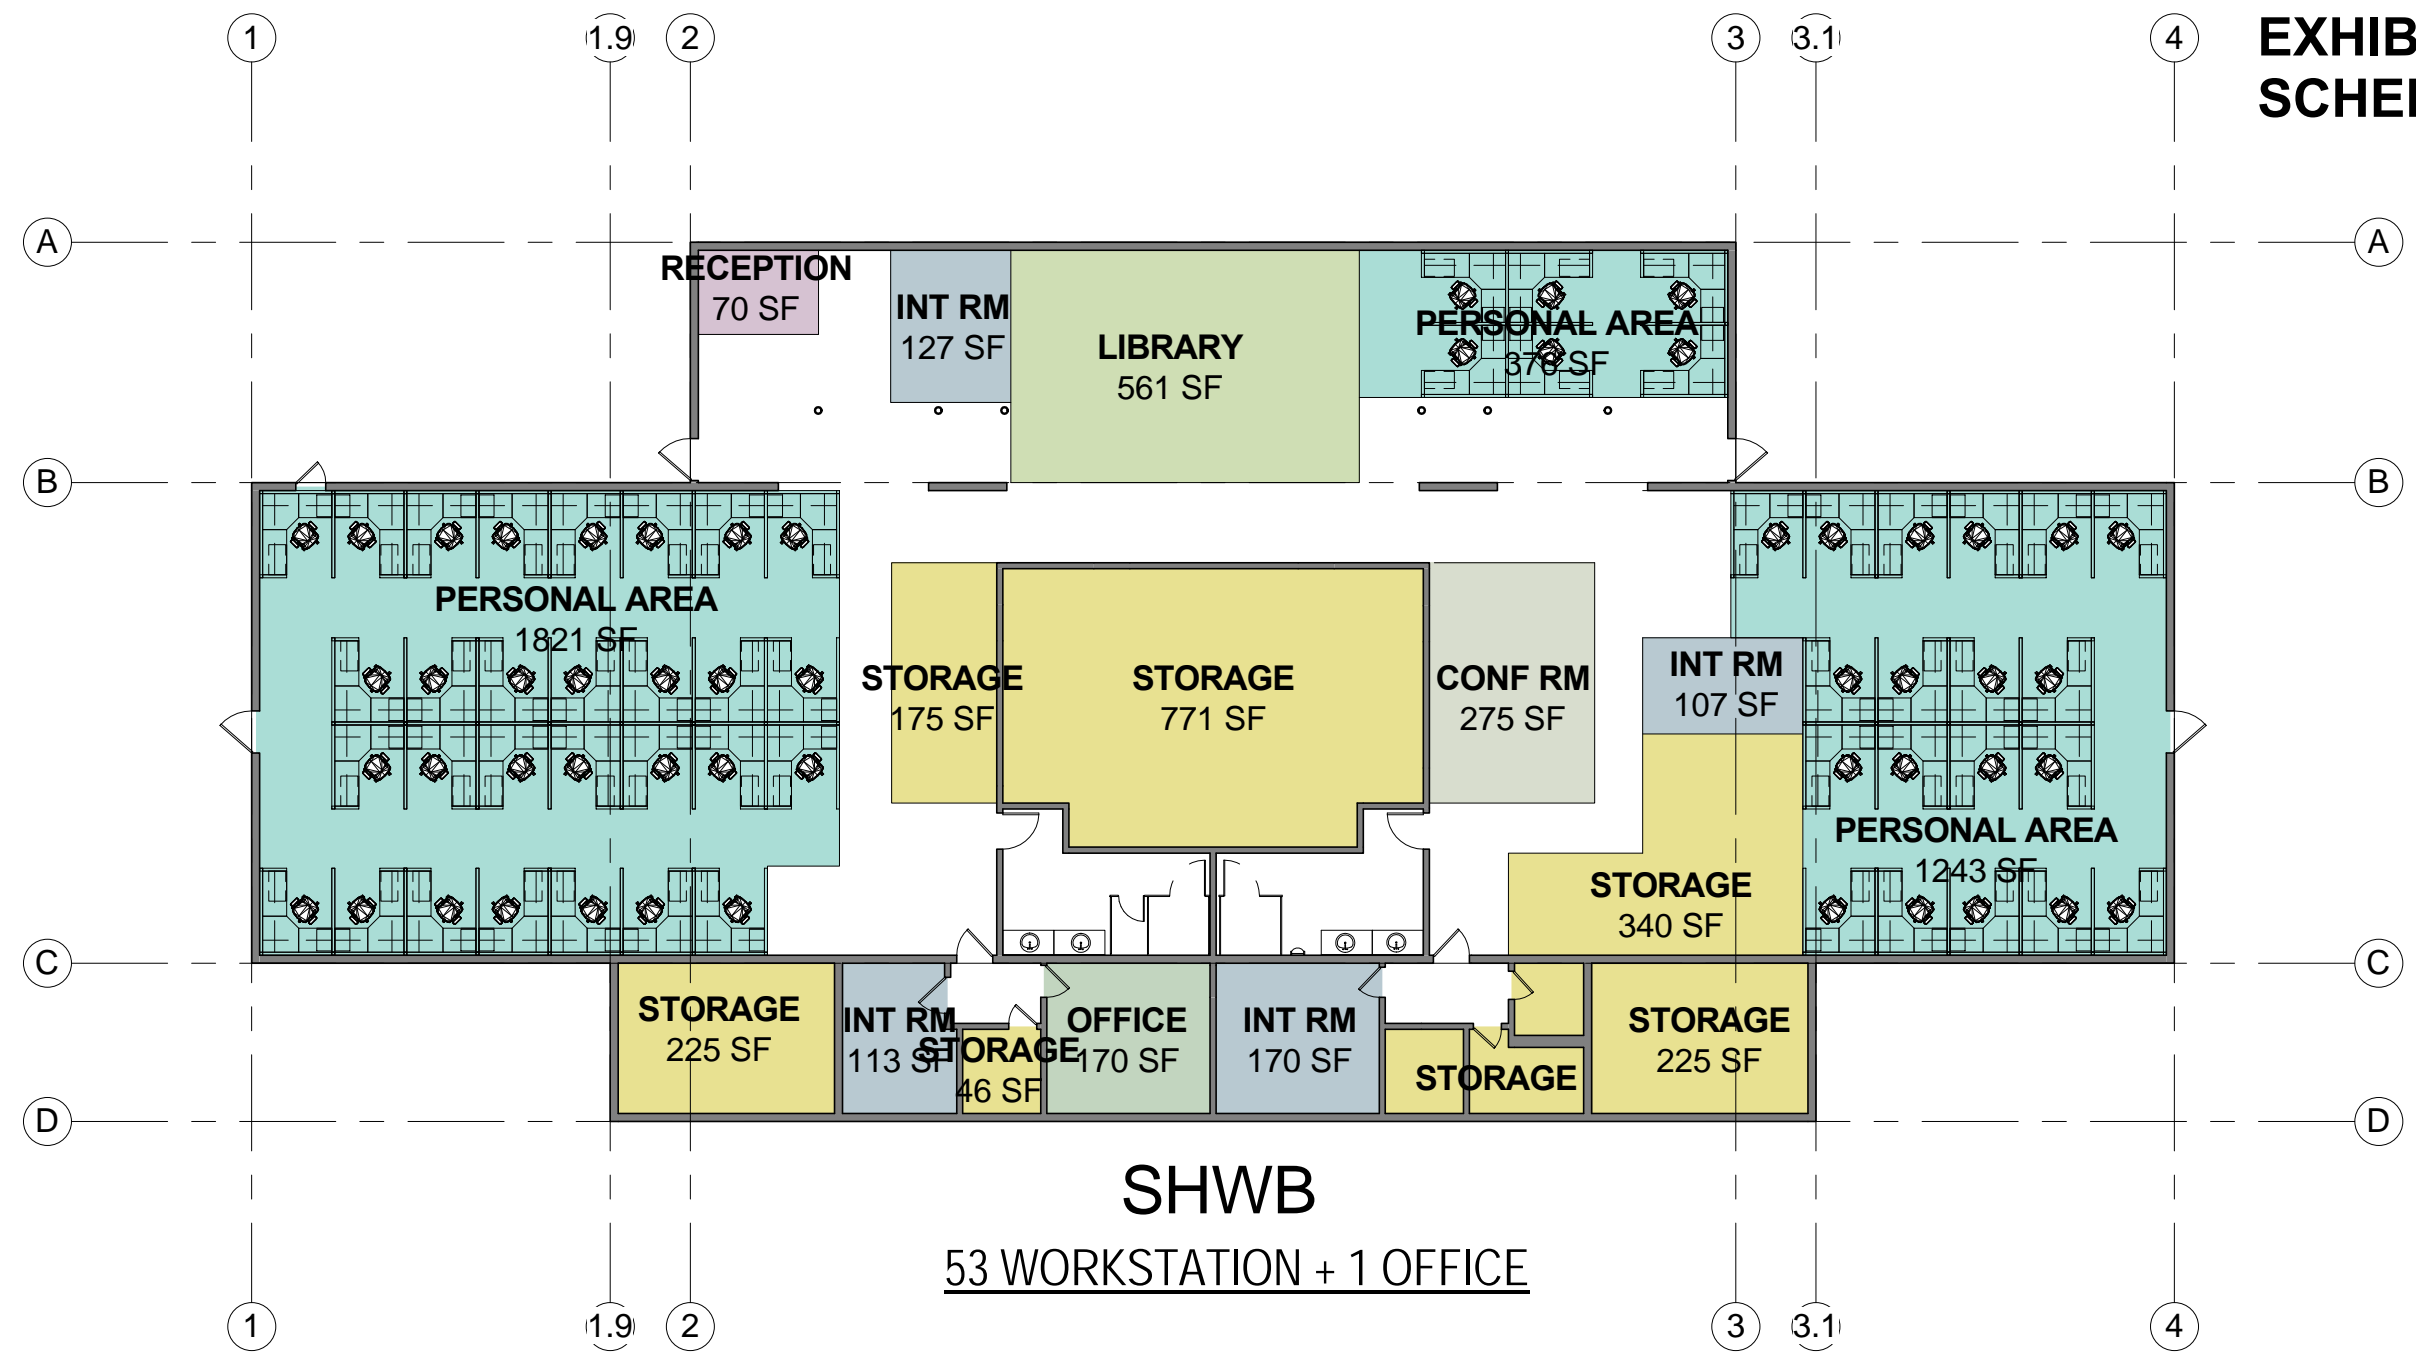 1
1.9
2
3
3.1
4
EXHIB
SCHE
A
A
RECEPTION
70 SF
INT RM
127 SF
LIBRARY
561 SF
PERSONAL AREA
378 SF
B
B
PERSONAL AREA
1821 SF
STORAGE
175 SF
STORAGE
771 SF
CONF RM
275 SF
INT RM
107 SF
PERSONAL AREA
1243 SF
STORAGE
340 SF
C
C
STORAGE
225 SF
INT RM
113 SF
STORAGE
46 SF
OFFICE
170 SF
INT RM
170 SF
STORAGE
STORAGE
225 SF
D
D
SHWB
53 WORKSTATION + 1 OFFICE
1
1.9
2
3
3.1
4